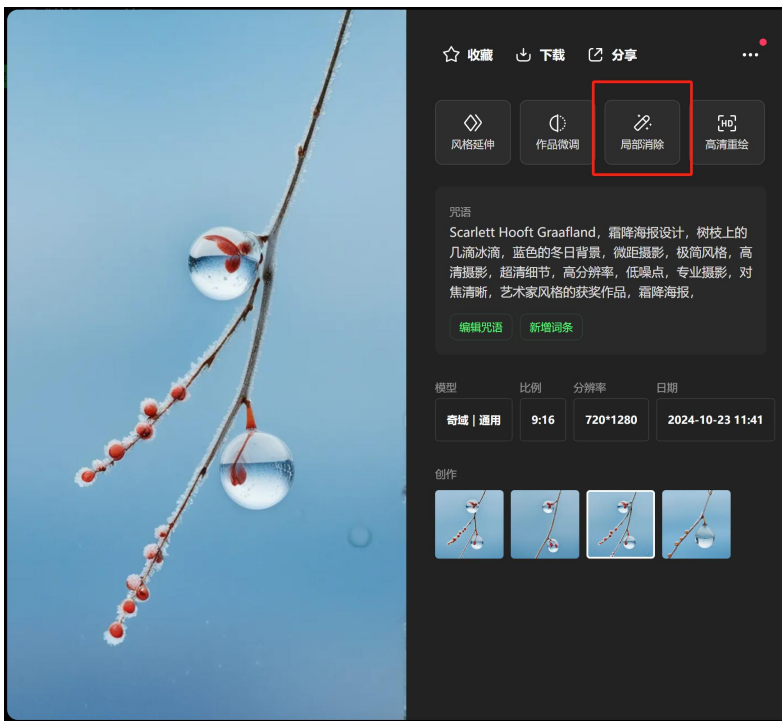 收藏 下载 分享
风格延伸 作品微调 局部消除 HD 高清重绘
咒语
Scarlett Hooft Graafland，霜降海报设计，树枝上的
几滴冰滴，蓝色的冬日背景，微距摄影，极简风格，高
清摄影，超清细节，高分辨率，低噪点，专业摄影，对
焦清晰，艺术家风格的获奖作品，霜降海报，
编辑咒语 新增词条
模型 比例 分辨率 日期
奇域 | 通用 9:16 720*1280 2024-10-23 11:41
创作